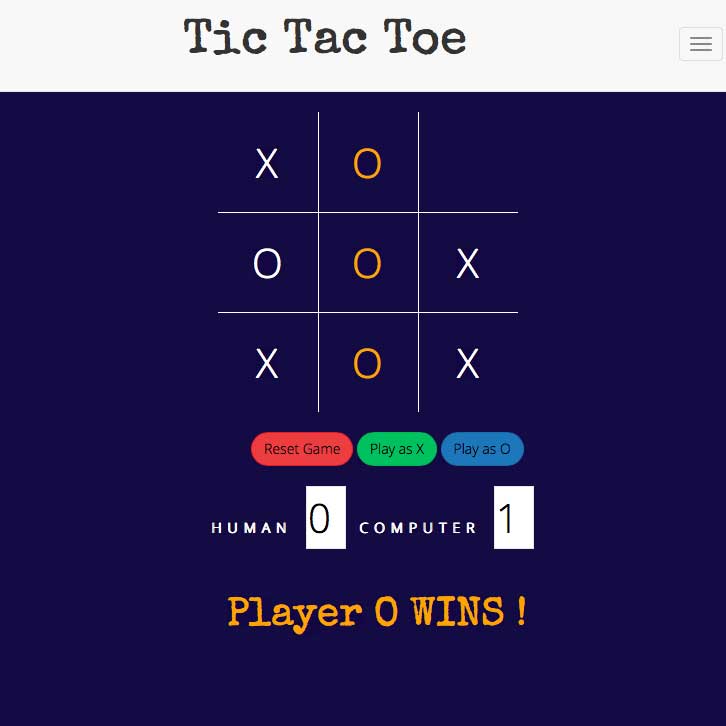 Tic Tac Toe
X O
O O X
X O X
Reset Game Play as X Play as O
HUMAN 0 COMPUTER 1
Player O WINS !